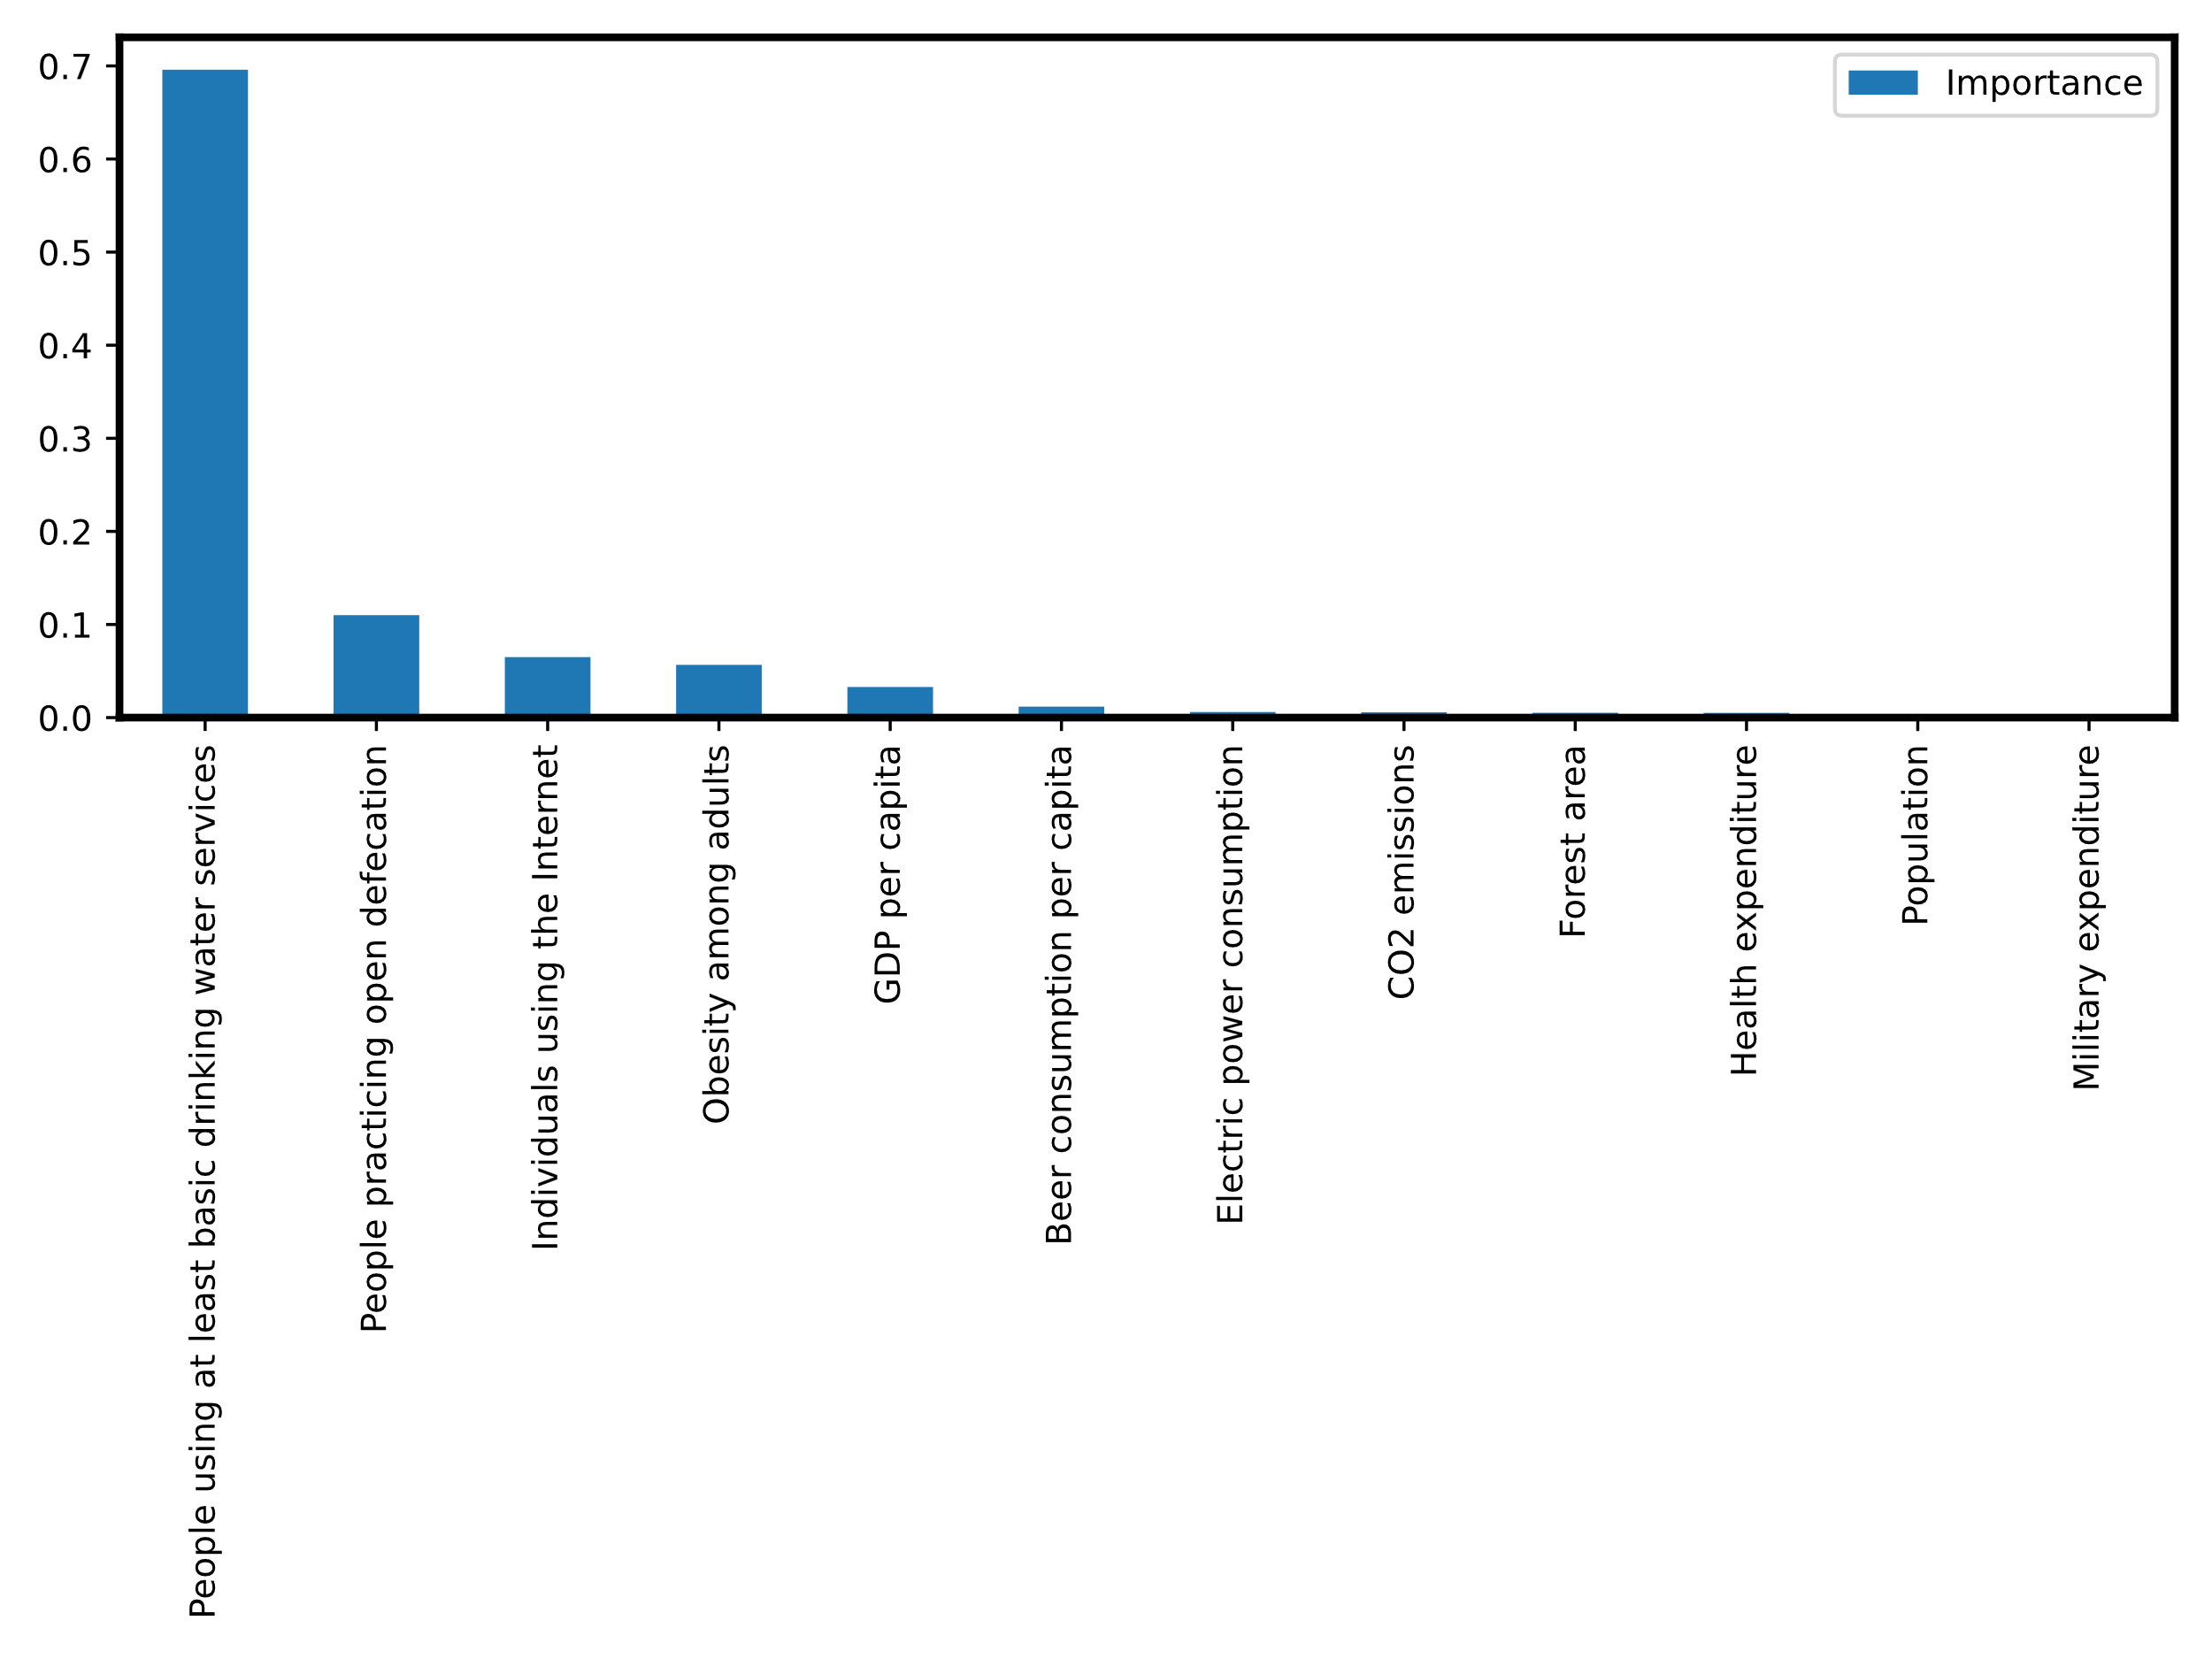 0.7
0.6
0.5
0.4
0.3
0.2
0.1
0.0
Importance
People using at least basic drinking water services
People practicing open defecation
Individuals using the Internet
Obesity among adults
GDP per capita
Beer consumption per capita
Electric power consumption
CO2 emissions
Forest area
Health expenditure
Population
Military expenditure